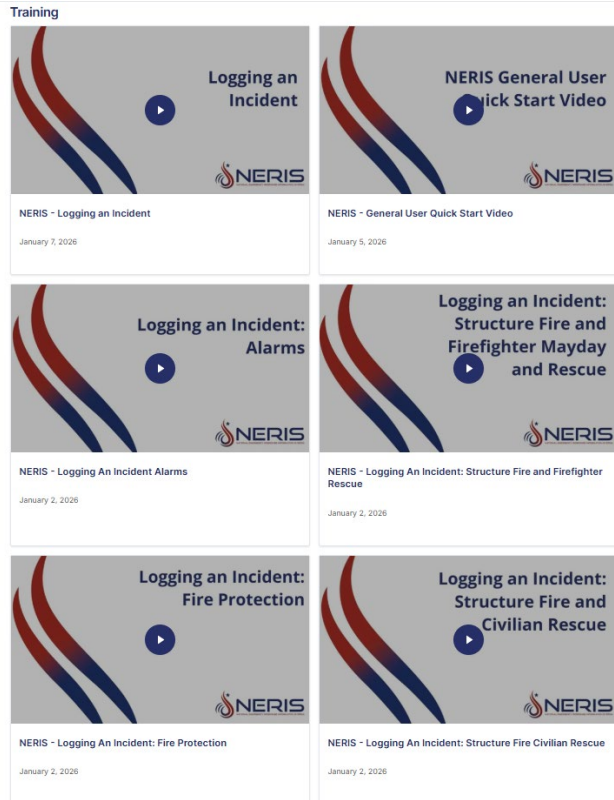 Training
Logging an
Incident
NERIS
NERIS - Logging an Incident
January 7, 2026
NERIS General User
Quick Start Video
NERIS
NERIS - General User Quick Start Video
January 5, 2026
Logging an Incident:
Alarms
NERIS
NERIS - Logging An Incident Alarms
January 2, 2026
Logging an Incident:
Structure Fire and
Firefighter Mayday
and Rescue
NERIS
NERIS - Logging An Incident: Structure Fire and Firefighter
Rescue
January 2, 2026
Logging an Incident:
Fire Protection
NERIS
NERIS - Logging An Incident: Fire Protection
January 2, 2026
Logging an Incident:
Structure Fire and
Civilian Rescue
NERIS
NERIS - Logging An Incident: Structure Fire Civilian Rescue
January 2, 2026